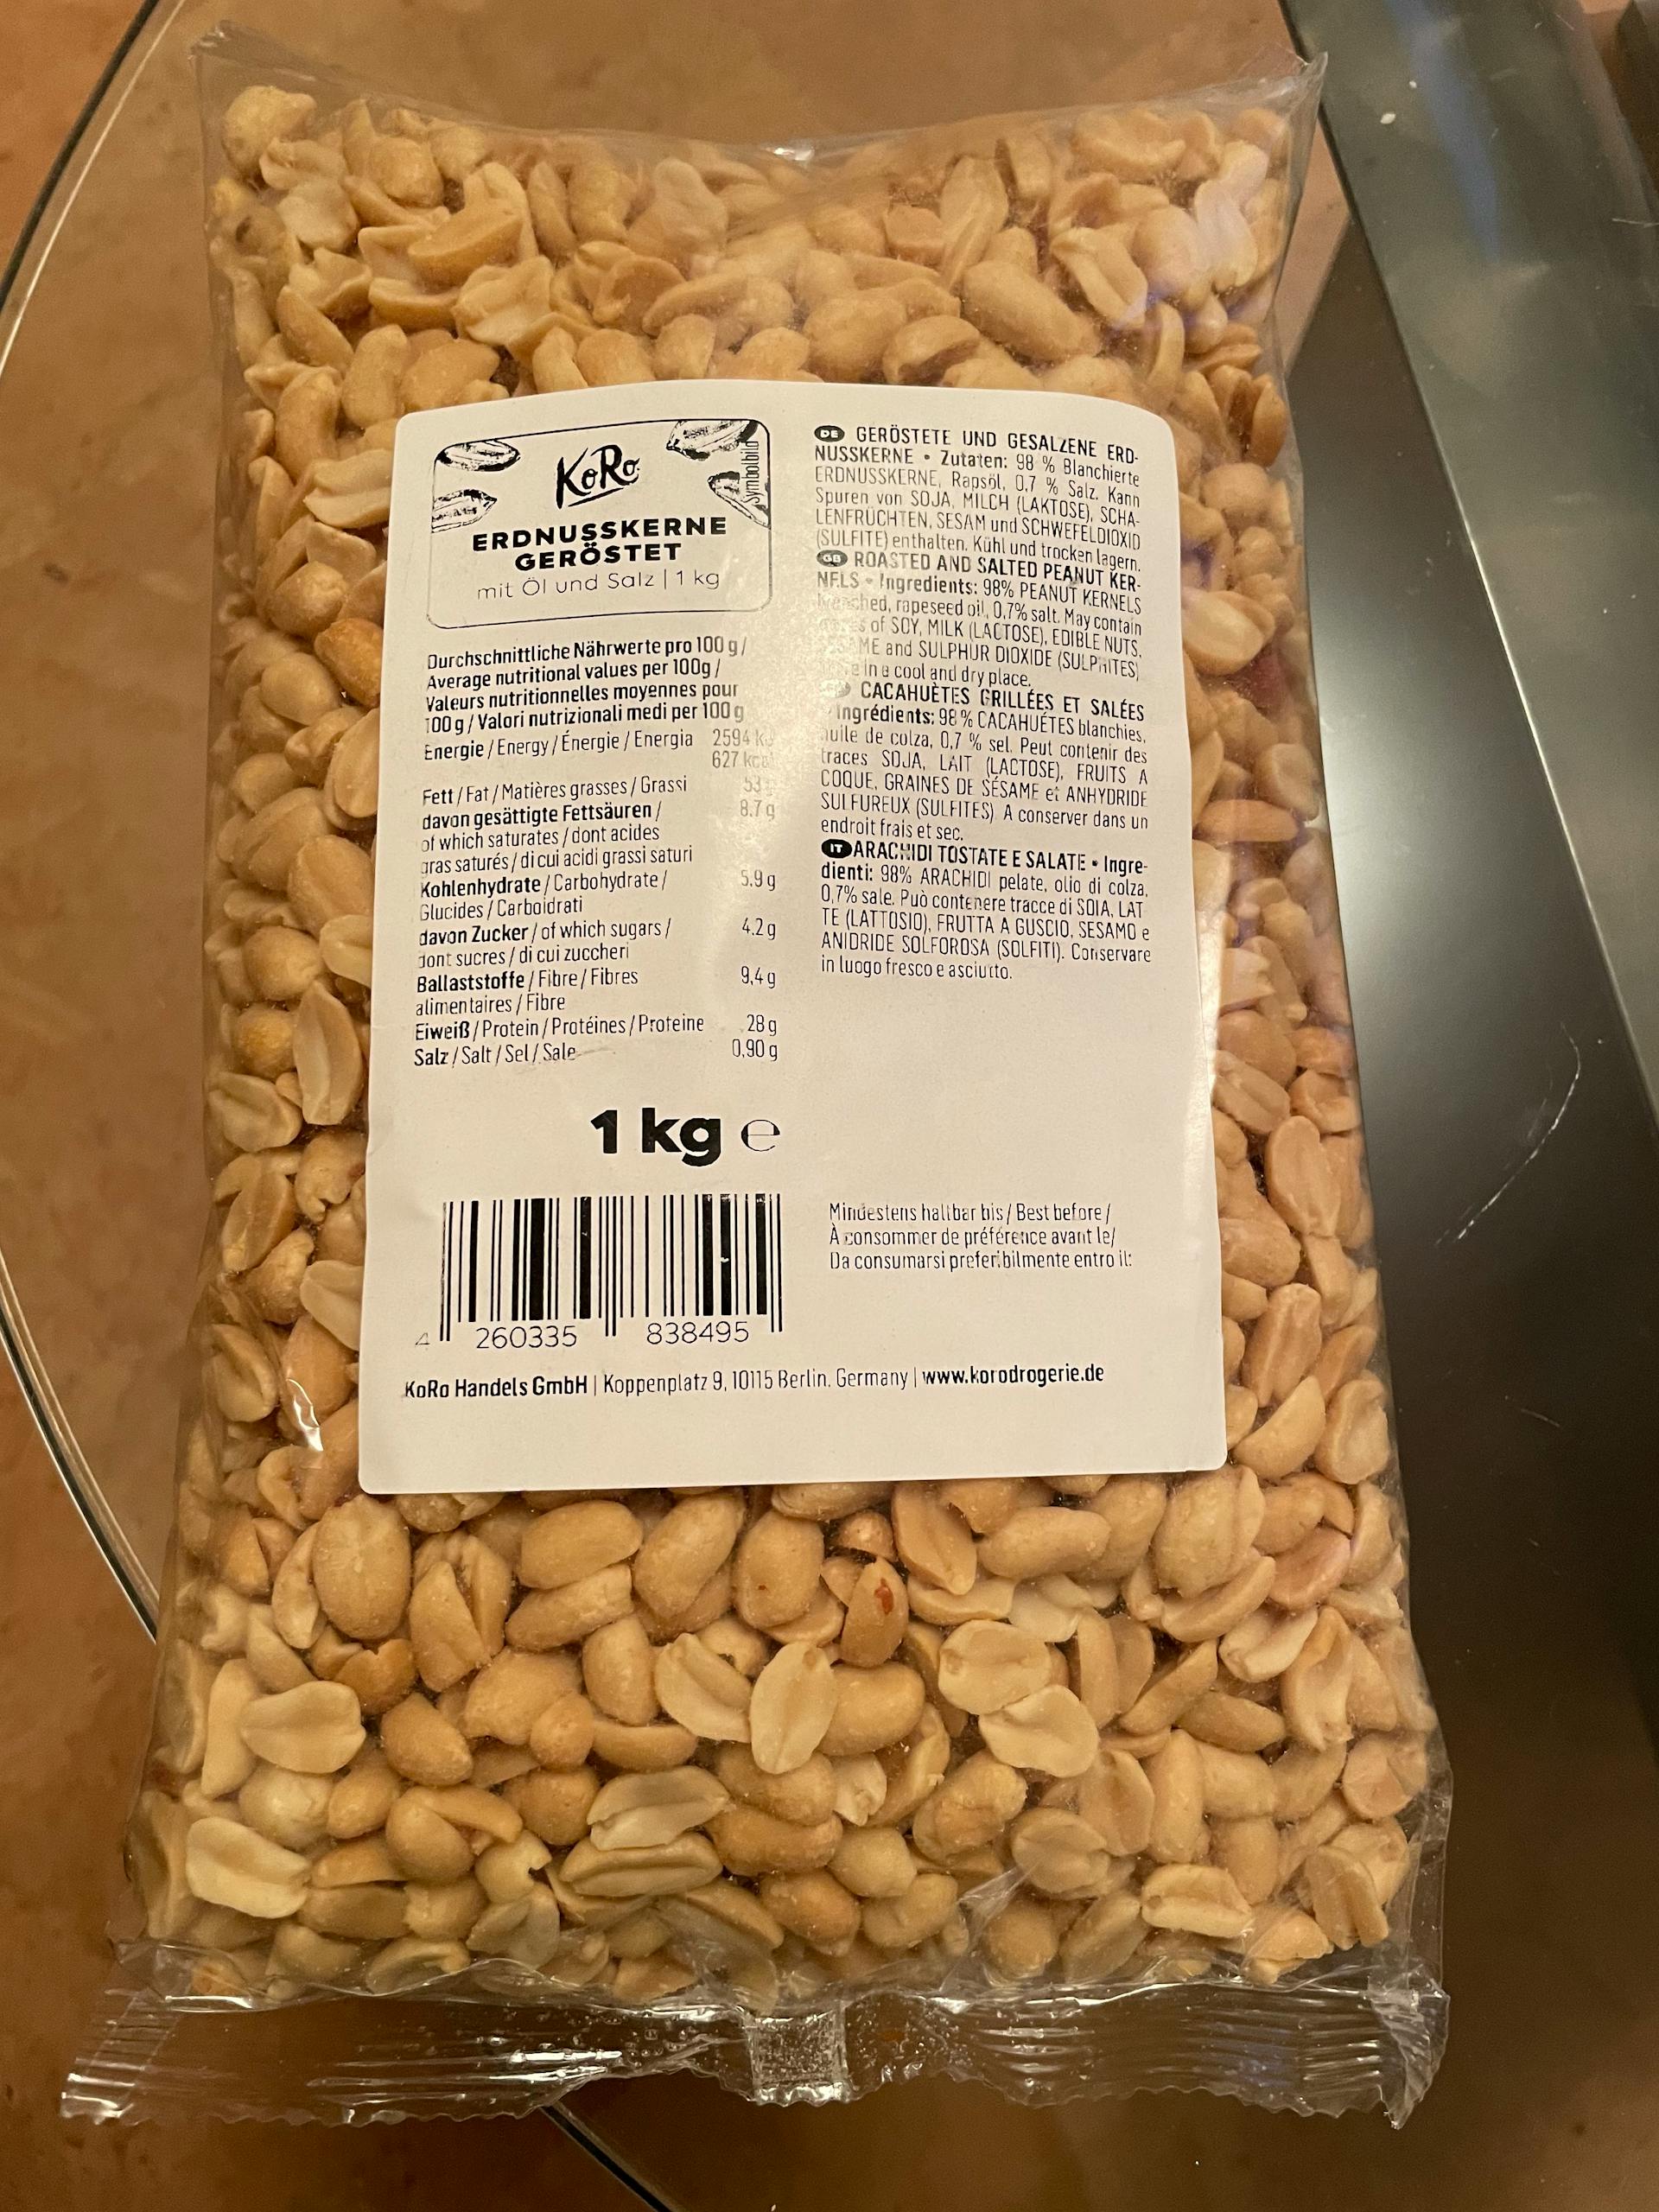 KoRo
Symbolbild
ERDNUSSKERNE
GERÖSTET
mit Öl und Salz | 1 kg
Durchschnittliche Nährwerte pro 100 g /
Average nutritional values per 100g /
Valeurs nutritionnelles moyennes pour
100 g / Valori nutrizionali medi per 100 g
Energie / Energy / Énergie / Energia 2594 kJ
627 kcal
Fett / Fat / Matières grasses / Grassi 53 g
davon gesättigte Fettsäuren / 8.7 g
of which saturates / dont acides
gras saturés / di cui acidi grassi saturi
Kohlenhydrate / Carbohydrate / 5.9 g
Glucides / Carboidrati
davon Zucker / of which sugars / 4.2 g
dont sucres / di cui zuccheri
Ballaststoffe / Fibre / Fibres 9,4 g
alimentaires / Fibre
Eiweiß / Protein / Protéines / Proteine 28 g
Salz / Salt / Sel / Sale 0,90 g
1 kg e
4 260335 838495
DE GERÖSTETE UND GESALZENE ERD-
NUSSKERNE • Zutaten: 98 % Blanchierte
ERDNUSSKERNE, Rapsöl, 0,7 % Salz. Kann
Spuren von SOJA, MILCH (LAKTOSE), SCHA-
LENFRÜCHTEN, SESAM und SCHWEFELDIOXID
(SULFITE) enthalten. Kühl und trocken lagern.
GB ROASTED AND SALTED PEANUT KER-
NELS • Ingredients: 98% PEANUT KERNELS
rapeseed oil, 0,7% salt. May contain
of SOY, MILK (LACTOSE), EDIBLE NUTS,
and SULPHUR DIOXIDE (SULPHITES)
in a cool and dry place.
CACAHUÈTES GRILLÉES ET SALÉES
Ingrédients: 98 % CACAHUÉTES blanchies,
huile de colza, 0,7 % sel. Peut contenir des
traces SOJA, LAIT (LACTOSE), FRUITS A
COQUE, GRAINES DE SÉSAME et ANHYDRIDE
SULFUREUX (SULFITES). A conserver dans un
endroit frais et sec.
IT ARACHIDI TOSTATE E SALATE • Ingre-
dienti: 98% ARACHIDI pelate, olio di colza,
0,7% sale. Può contenere tracce di SOIA, LAT
TE (LATTOSIO), FRUTTA A GUSCIO, SESAMO e
ANIDRIDE SOLFOROSA (SOLFITI). Conservare
in luogo fresco e asciutto.
Mindestens haltbar bis / Best before /
À consommer de préférence avant le/
Da consumarsi preferibilmente entro il:
KoRo Handels GmbH | Koppenplatz 9, 10115 Berlin, Germany | www.korodrogerie.de